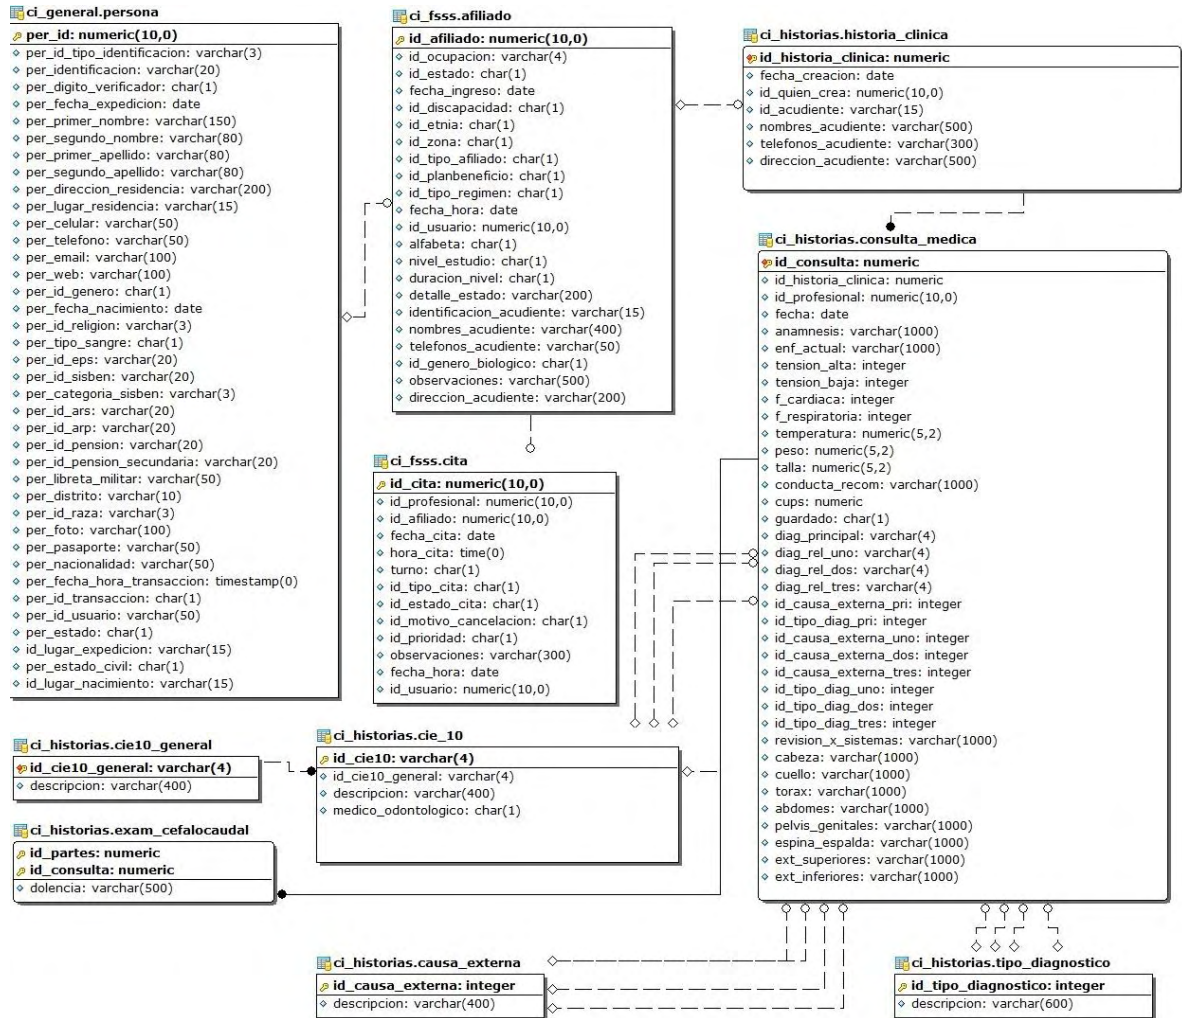 ci_general.persona
per_id: numeric(10,0)
per_id_tipo_identificacion: varchar(3)
per_identificacion: varchar(20)
per_digito_verificador: char(1)
per_fecha_expedicion: date
per_primer_nombre: varchar(150)
per_segundo_nombre: varchar(80)
per_primer_apellido: varchar(80)
per_segundo_apellido: varchar(80)
per_direccion_residencia: varchar(200)
per_lugar_residencia: varchar(15)
per_celular: varchar(50)
per_telefono: varchar(50)
per_email: varchar(100)
per_web: varchar(100)
per_id_genero: char(1)
per_fecha_nacimiento: date
per_id_religion: varchar(3)
per_tipo_sangre: char(1)
per_id_eps: varchar(20)
per_id_sisben: varchar(20)
per_categoria_sisben: varchar(3)
per_id_ars: varchar(20)
per_id_arp: varchar(20)
per_id_pension: varchar(20)
per_id_pension_secundaria: varchar(20)
per_libreta_militar: varchar(50)
per_distrito: varchar(10)
per_id_raza: varchar(3)
per_foto: varchar(100)
per_pasaporte: varchar(50)
per_nacionalidad: varchar(50)
per_fecha_hora_transaccion: timestamp(0)
per_id_transaccion: char(1)
per_id_usuario: varchar(50)
per_estado: char(1)
id_lugar_expedicion: varchar(15)
per_estado_civil: char(1)
id_lugar_nacimiento: varchar(15)
ci_fsss.afiliado
id_afiliado: numeric(10,0)
id_ocupacion: varchar(4)
id_estado: char(1)
fecha_ingreso: date
id_discapacidad: char(1)
id_etnia: char(1)
id_zona: char(1)
id_tipo_afiliado: char(1)
id_planbeneficio: char(1)
id_tipo_regimen: char(1)
fecha_hora: date
id_usuario: numeric(10,0)
alfabeta: char(1)
nivel_estudio: char(1)
duracion_nivel: char(1)
detalle_estado: varchar(200)
identificacion_acudiente: varchar(15)
nombres_acudiente: varchar(400)
telefonos_acudiente: varchar(50)
id_genero_biologico: char(1)
observaciones: varchar(500)
direccion_acudiente: varchar(200)
ci_historias.historia_clinica
id_historia_clinica: numeric
fecha_creacion: date
id_quien_crea: numeric(10,0)
id_acudiente: varchar(15)
nombres_acudiente: varchar(500)
telefonos_acudiente: varchar(300)
direccion_acudiente: varchar(500)
ci_fsss.cita
id_cita: numeric(10,0)
id_profesional: numeric(10,0)
id_afiliado: numeric(10,0)
fecha_cita: date
hora_cita: time(0)
turno: char(1)
id_tipo_cita: char(1)
id_estado_cita: char(1)
id_motivo_cancelacion: char(1)
id_prioridad: char(1)
observaciones: varchar(300)
fecha_hora: date
id_usuario: numeric(10,0)
ci_historias.consulta_medica
id_consulta: numeric
id_historia_clinica: numeric
id_profesional: numeric(10,0)
fecha: date
anamnesis: varchar(1000)
enf_actual: varchar(1000)
tension_alta: integer
tension_baja: integer
f_cardiaca: integer
f_respiratoria: integer
temperatura: numeric(5,2)
peso: numeric(5,2)
talla: numeric(5,2)
conducta_recom: varchar(1000)
cups: numeric
guardado: char(1)
diag_principal: varchar(4)
diag_rel_uno: varchar(4)
diag_rel_dos: varchar(4)
diag_rel_tres: varchar(4)
id_causa_externa_pri: integer
id_tipo_diag_pri: integer
id_causa_externa_uno: integer
id_causa_externa_dos: integer
id_causa_externa_tres: integer
id_tipo_diag_uno: integer
id_tipo_diag_dos: integer
id_tipo_diag_tres: integer
revision_x_sistemas: varchar(1000)
cabeza: varchar(1000)
cuello: varchar(1000)
torax: varchar(1000)
abdomes: varchar(1000)
pelvis_genitales: varchar(1000)
espina_espalda: varchar(1000)
ext_superiores: varchar(1000)
ext_inferiores: varchar(1000)
ci_historias.cie10_general
id_cie10_general: varchar(4)
descripcion: varchar(400)
ci_historias.cie_10
id_cie10: varchar(4)
id_cie10_general: varchar(4)
descripcion: varchar(400)
medico_odontologico: char(1)
ci_historias.exam_cefalocaudal
id_partes: numeric
id_consulta: numeric
dolencia: varchar(500)
ci_historias.causa_externa
id_causa_externa: integer
descripcion: varchar(400)
ci_historias.tipo_diagnostico
id_tipo_diagnostico: integer
descripcion: varchar(600)